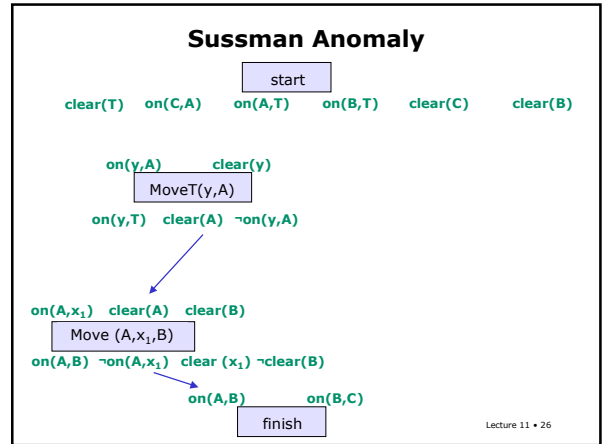 Sussman Anomaly
start
clear(T) on(C,A) on(A,T) on(B,T) clear(C) clear(B)
on(y,A) clear(y)
MoveT(y,A)
on(y,T) clear(A) ¬on(y,A)
on(A,x₁) clear(A) clear(B)
Move (A,x₁,B)
on(A,B) ¬on(A,x₁) clear (x₁) ¬clear(B)
on(A,B) on(B,C)
finish
Lecture 11 • 26